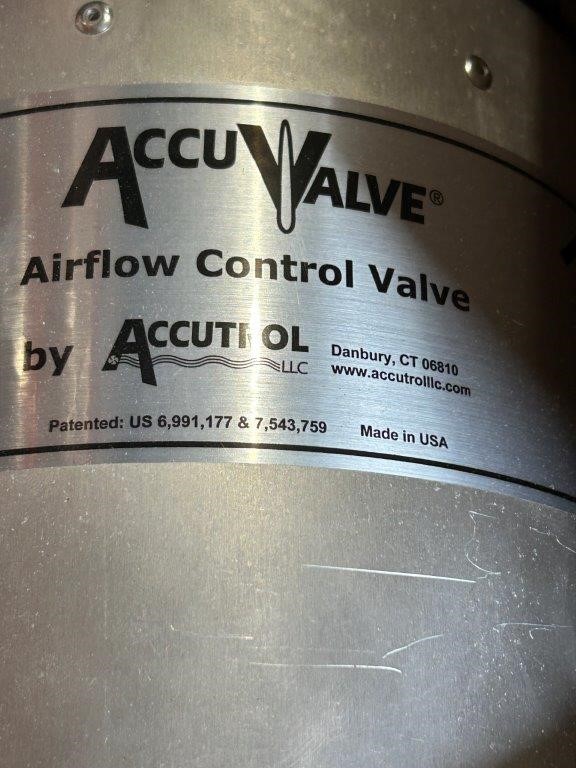 ACCUVALVE®
Airflow Control Valve
by ACCUTROL LLC
Danbury, CT 06810
www.accutrolllc.com
Patented: US 6,991,177 & 7,543,759 Made in USA